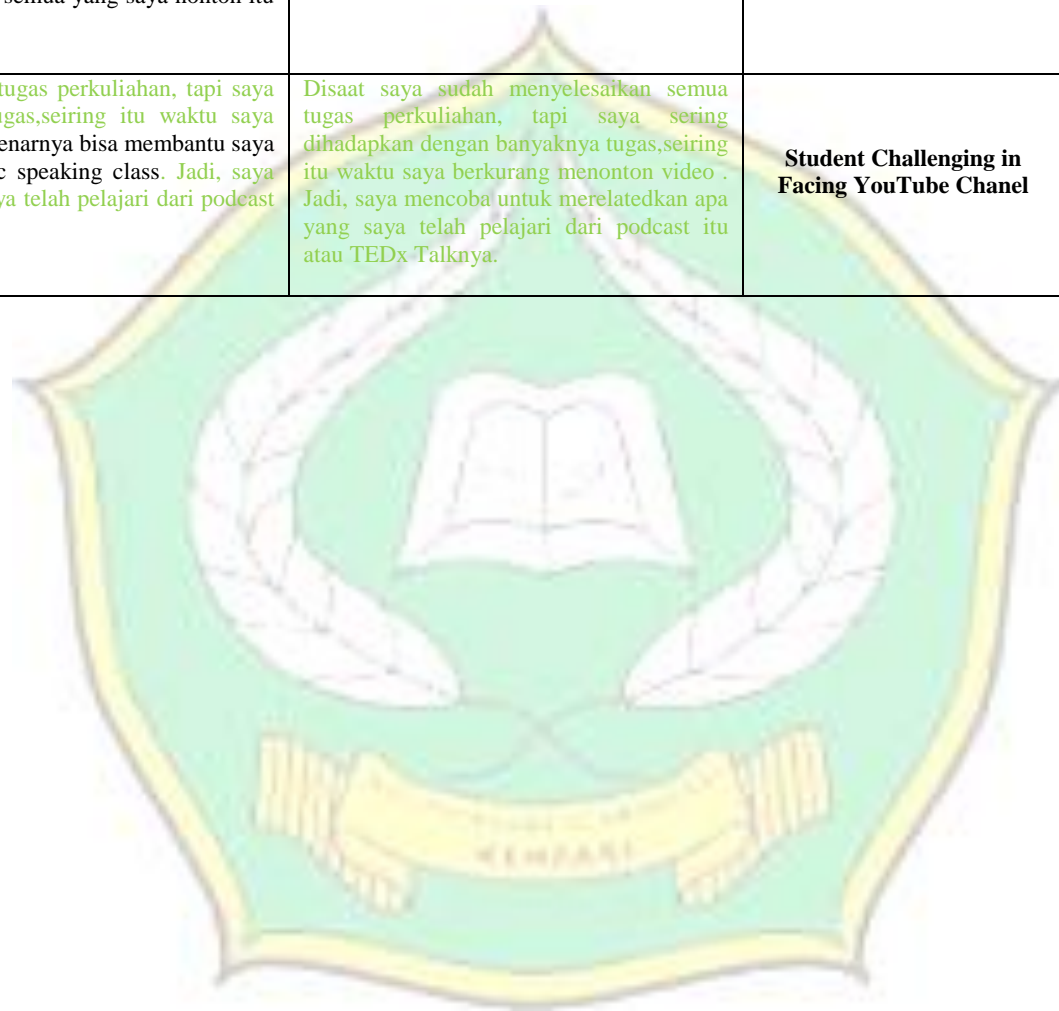 semua yang saya nonton itu
tugas perkuliahan, tapi saya
gas,seiring itu waktu saya
enarnya bisa membantu saya
c speaking class. Jadi, saya
ya telah pelajari dari podcast
Disaat saya sudah menyelesaikan semua
tugas perkuliahan, tapi saya sering
dihadapkan dengan banyaknya tugas,seiring
itu waktu saya berkurang menonton video .
Jadi, saya mencoba untuk merelatedkan apa
yang saya telah pelajari dari podcast itu
atau TEDx Talknya.
Student Challenging in
Facing YouTube Chanel
KENDARI